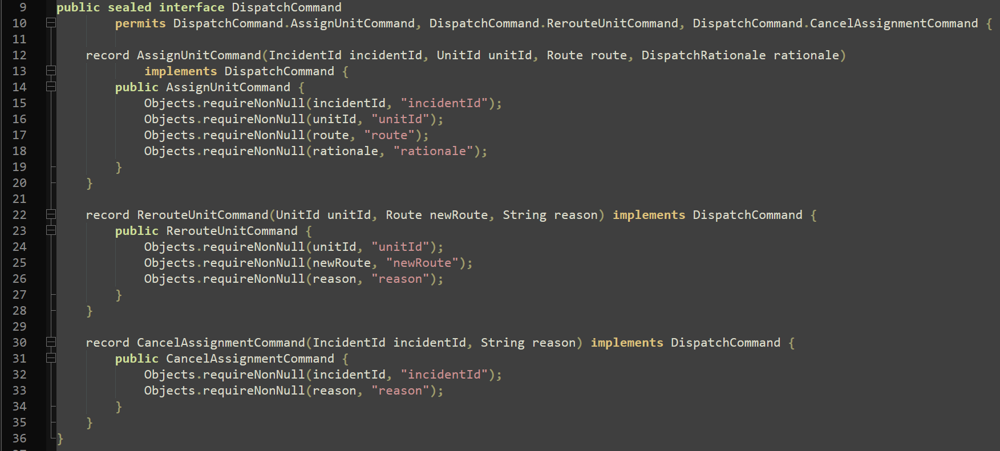 9 public sealed interface DispatchCommand
10         permits DispatchCommand.AssignUnitCommand, DispatchCommand.RerouteUnitCommand, DispatchCommand.CancelAssignmentCommand {
11
12     record AssignUnitCommand(IncidentId incidentId, UnitId unitId, Route route, DispatchRationale rationale)
13             implements DispatchCommand {
14         public AssignUnitCommand {
15             Objects.requireNonNull(incidentId, "incidentId");
16             Objects.requireNonNull(unitId, "unitId");
17             Objects.requireNonNull(route, "route");
18             Objects.requireNonNull(rationale, "rationale");
19         }
20     }
21
22     record RerouteUnitCommand(UnitId unitId, Route newRoute, String reason) implements DispatchCommand {
23         public RerouteUnitCommand {
24             Objects.requireNonNull(unitId, "unitId");
25             Objects.requireNonNull(newRoute, "newRoute");
26             Objects.requireNonNull(reason, "reason");
27         }
28     }
29
30     record CancelAssignmentCommand(IncidentId incidentId, String reason) implements DispatchCommand {
31         public CancelAssignmentCommand {
32             Objects.requireNonNull(incidentId, "incidentId");
33             Objects.requireNonNull(reason, "reason");
34         }
35     }
36 }